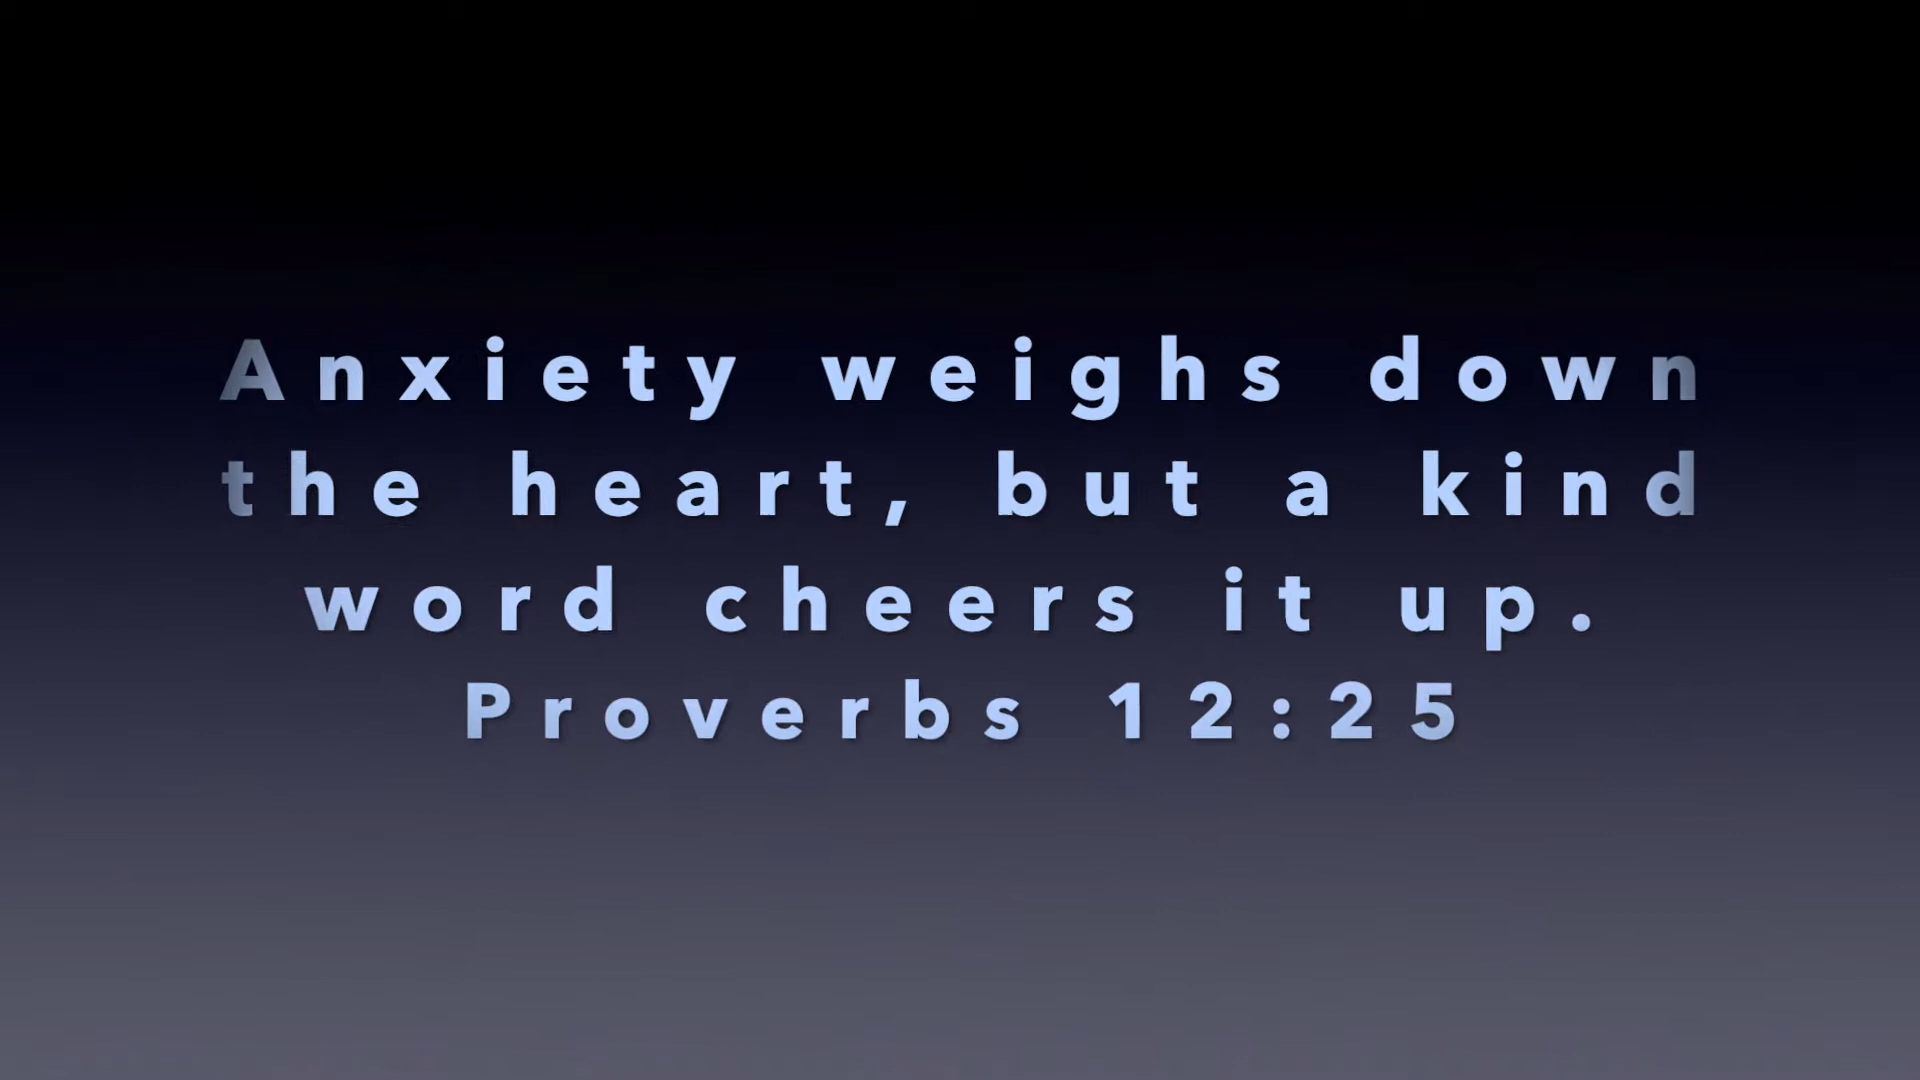 Anxiety weighs down
the heart, but a kind
word cheers it up.
Proverbs 12:25